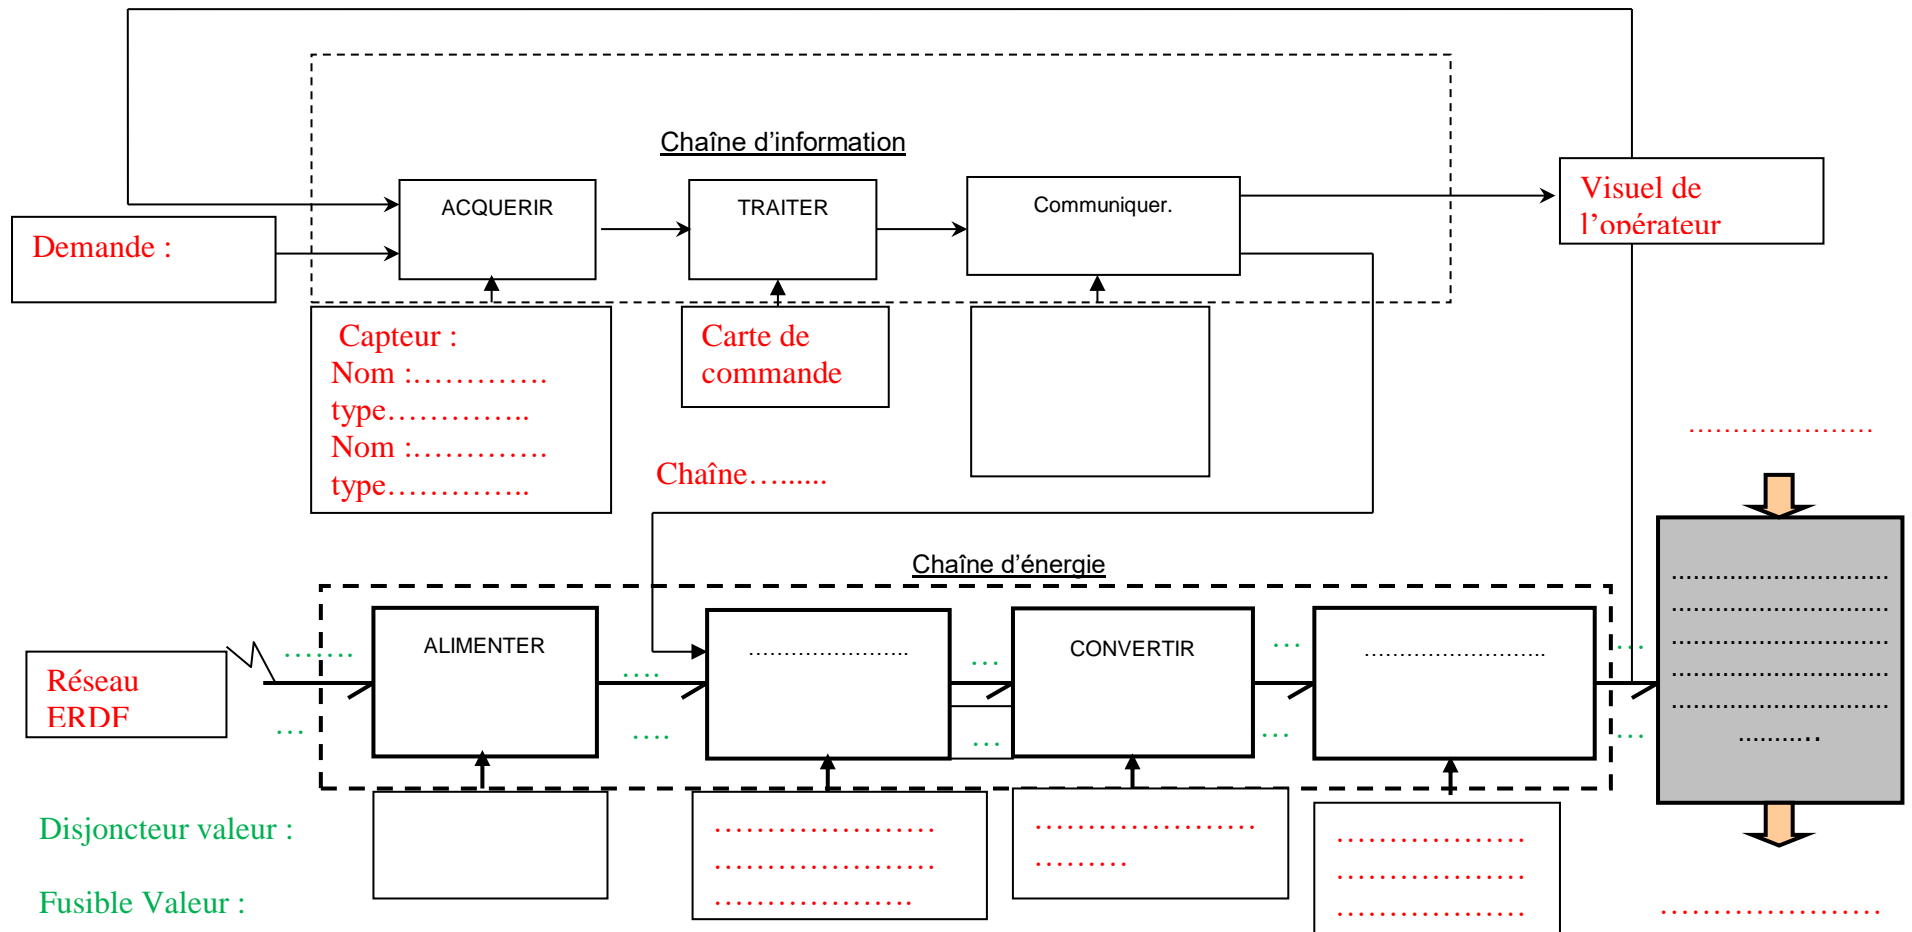 Chaîne d'information
ACQUERIR
TRAITER
Communiquer.
Visuel de
l'opérateur
Demande :
Capteur :
Nom :………….
type…………..
Nom :………….
type…………..
Carte de
commande
Chaîne…......
…………………
Chaîne d'énergie
ALIMENTER
…………………..
CONVERTIR
……………………..
Réseau
ERDF
…….
…
….
….
…
…
…
…
…
…
………………………….
………………………….
………………………….
………………………….
………………………….
………..
Disjoncteur valeur :
Fusible Valeur :
…………………
…………………
……………….
…………………
………
………………
………………
………………
…………………